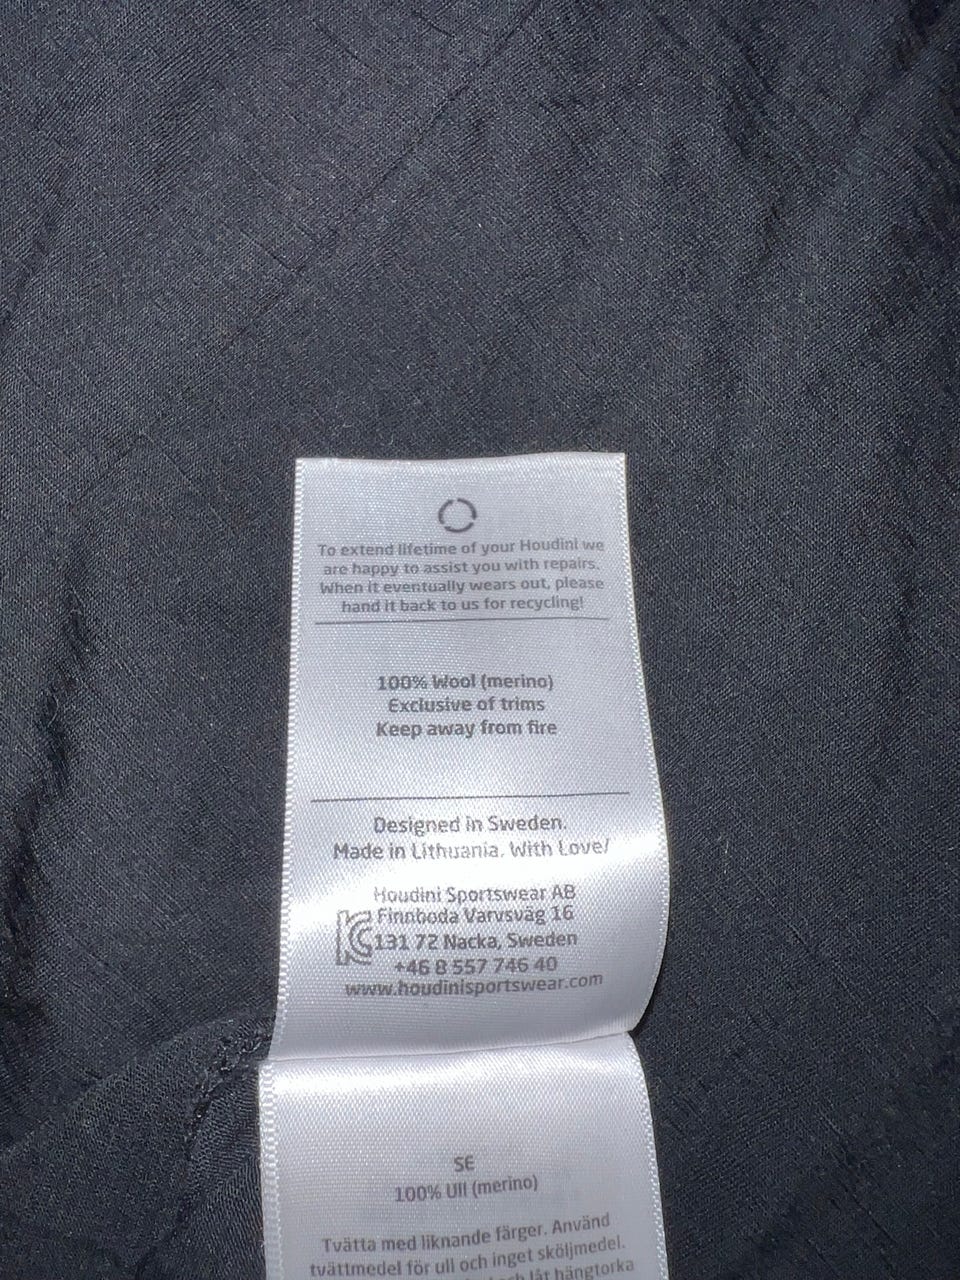 To extend lifetime of your Houdini we
are happy to assist you with repairs.
When it eventually wears out, please
hand it back to us for recycling!
100% Wool (merino)
Exclusive of trims
Keep away from fire
Designed in Sweden.
Made in Lithuania. With Love!
Houdini Sportswear AB
Finnboda Varvsväg 16
131 72 Nacka, Sweden
+46 8 557 746 40
www.houdinisportswear.com
SE
100% Ull (merino)
Tvätta med liknande färger. Använd
tvättmedel för ull och inget sköljmedel.
och låt hängtorka